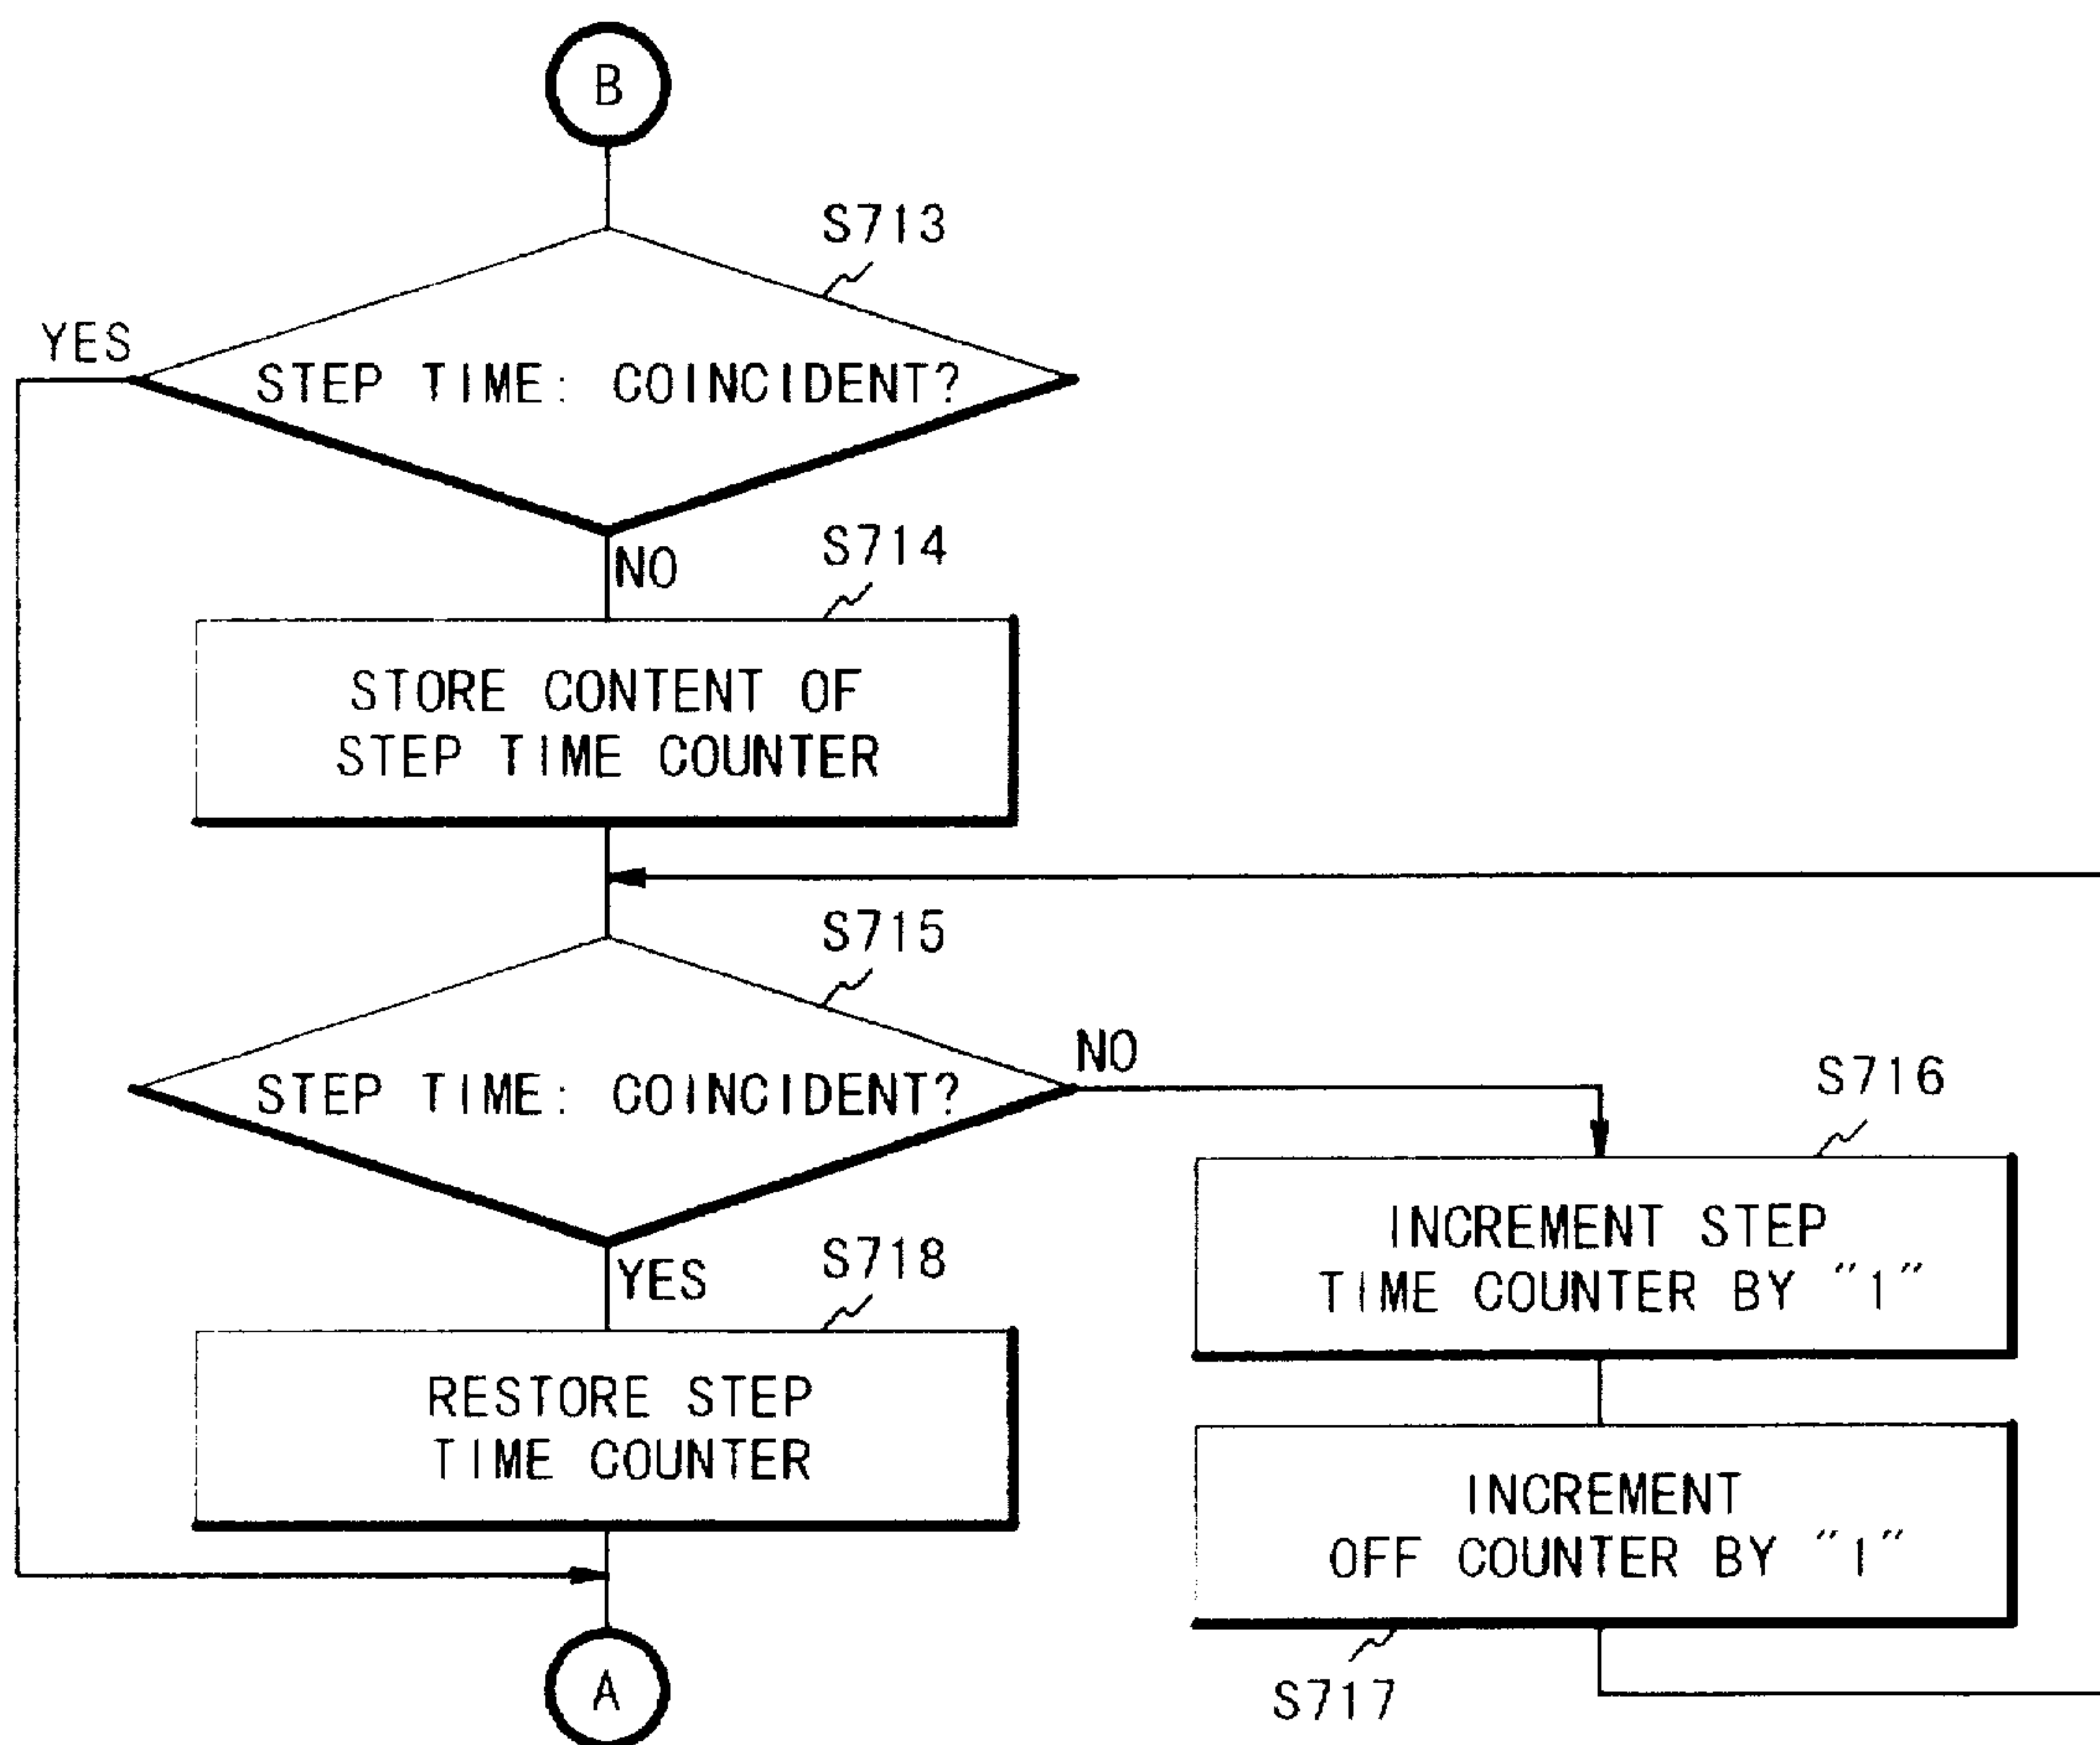 B
S713
YES
STEP TIME: COINCIDENT?
NO
S714
STORE CONTENT OF
STEP TIME COUNTER
S715
STEP TIME: COINCIDENT?
NO
S716
INCREMENT STEP
TIME COUNTER BY "1"
YES
S718
RESTORE STEP
TIME COUNTER
INCREMENT
OFF COUNTER BY "1"
S717
A